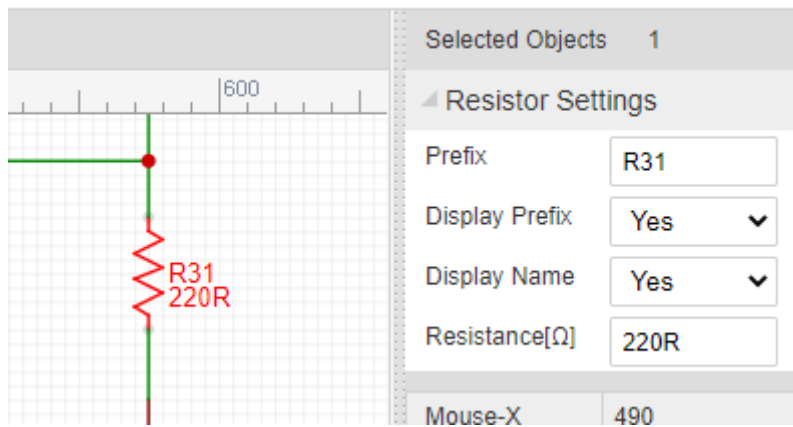 600
R31
220R
Selected Objects 1
Resistor Settings
Prefix R31
Display Prefix Yes
Display Name Yes
Resistance[Ω] 220R
Mouse-X 490